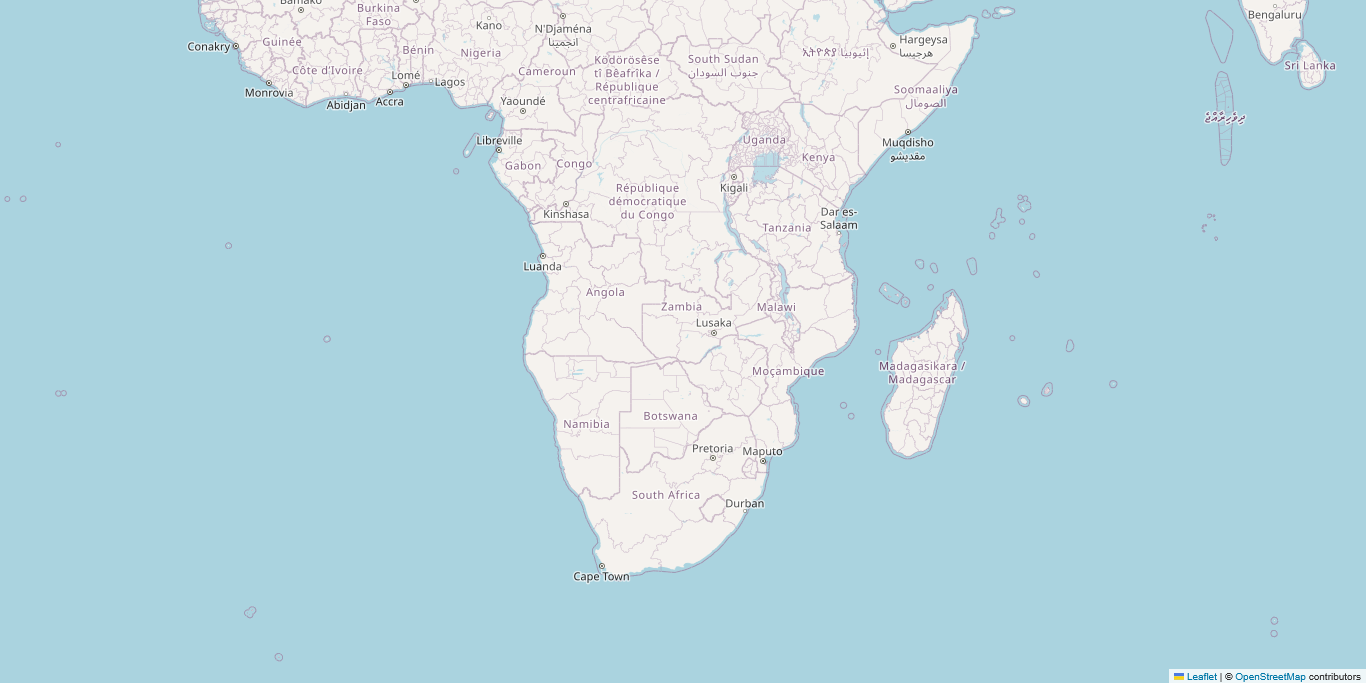 Bamako
Burkina
Faso
Kano
N'Djaména
انجمينا
Hargeysa
هرجيسا
Bengaluru
Conakry
Guinée
Bénin
Nigeria
Ködörösêse
tî Bêafrîka /
République
centrafricaine
South Sudan
جنوب السودان
إثيوبيا
Sri Lanka
Côte d'Ivoire
Lomé
Lagos
Cameroun
Soomaaliya
الصومال
Monrovia
Abidjan
Accra
Yaoundé
ދިވެހިރާއްޖެ
Libreville
Uganda
Muqdisho
مقديشو
Gabon
Congo
Kenya
Kigali
République
démocratique
du Congo
Kinshasa
Dar es-
Salaam
Tanzania
Luanda
Angola
Zambia
Malawi
Lusaka
Moçambique
Madagasikara /
Madagascar
Namibia
Botswana
Pretoria
Maputo
South Africa
Durban
Cape Town
Leaflet | © OpenStreetMap contributors